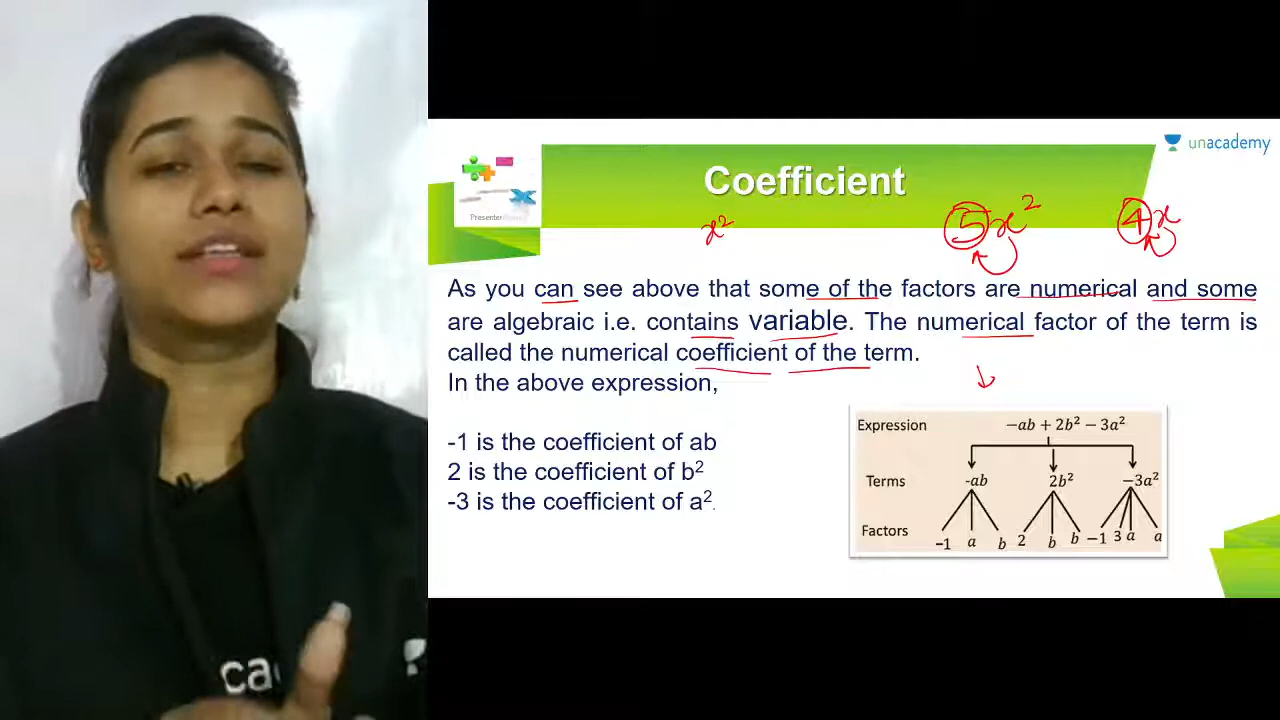 unacademy
Coefficient
x² 5x² 4x
As you can see above that some of the factors are numerical and some
are algebraic i.e. contains variable. The numerical factor of the term is
called the numerical coefficient of the term.
In the above expression,
-1 is the coefficient of ab
2 is the coefficient of b²
-3 is the coefficient of a².
Expression −ab + 2b² − 3a²
Terms -ab 2b² −3a²
Factors −1 a b 2 b b −1 3 a a
ca